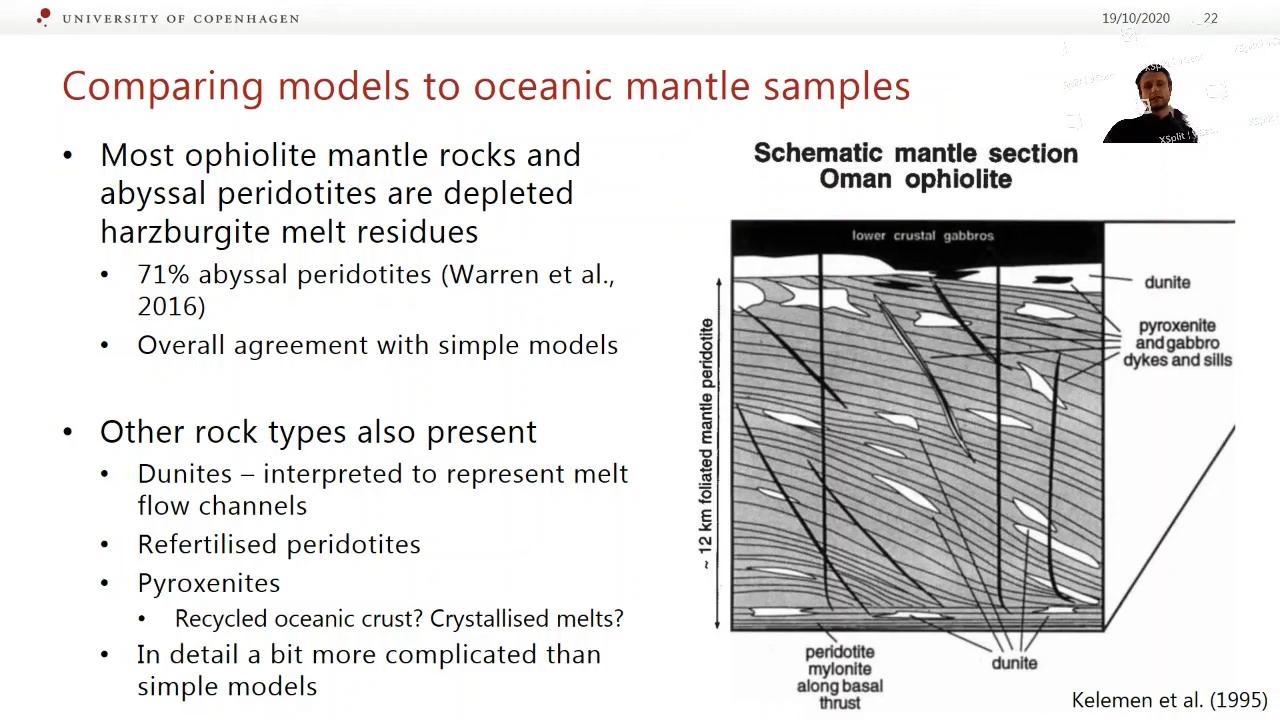 UNIVERSITY OF COPENHAGEN
19/10/2020
22
Comparing models to oceanic mantle samples
• Most ophiolite mantle rocks and
abyssal peridotites are depleted
harzburgite melt residues
• 71% abyssal peridotites (Warren et al.,
2016)
• Overall agreement with simple models
• Other rock types also present
• Dunites – interpreted to represent melt
flow channels
• Refertilised peridotites
• Pyroxenites
• Recycled oceanic crust? Crystallised melts?
• In detail a bit more complicated than
simple models
Schematic mantle section
Oman ophiolite
lower crustal gabbros
dunite
pyroxenite
and gabbro
dykes and sills
~ 12 km foliated mantle peridotite
peridotite
mylonite
along basal
thrust
dunite
Kelemen et al. (1995)
XSplit